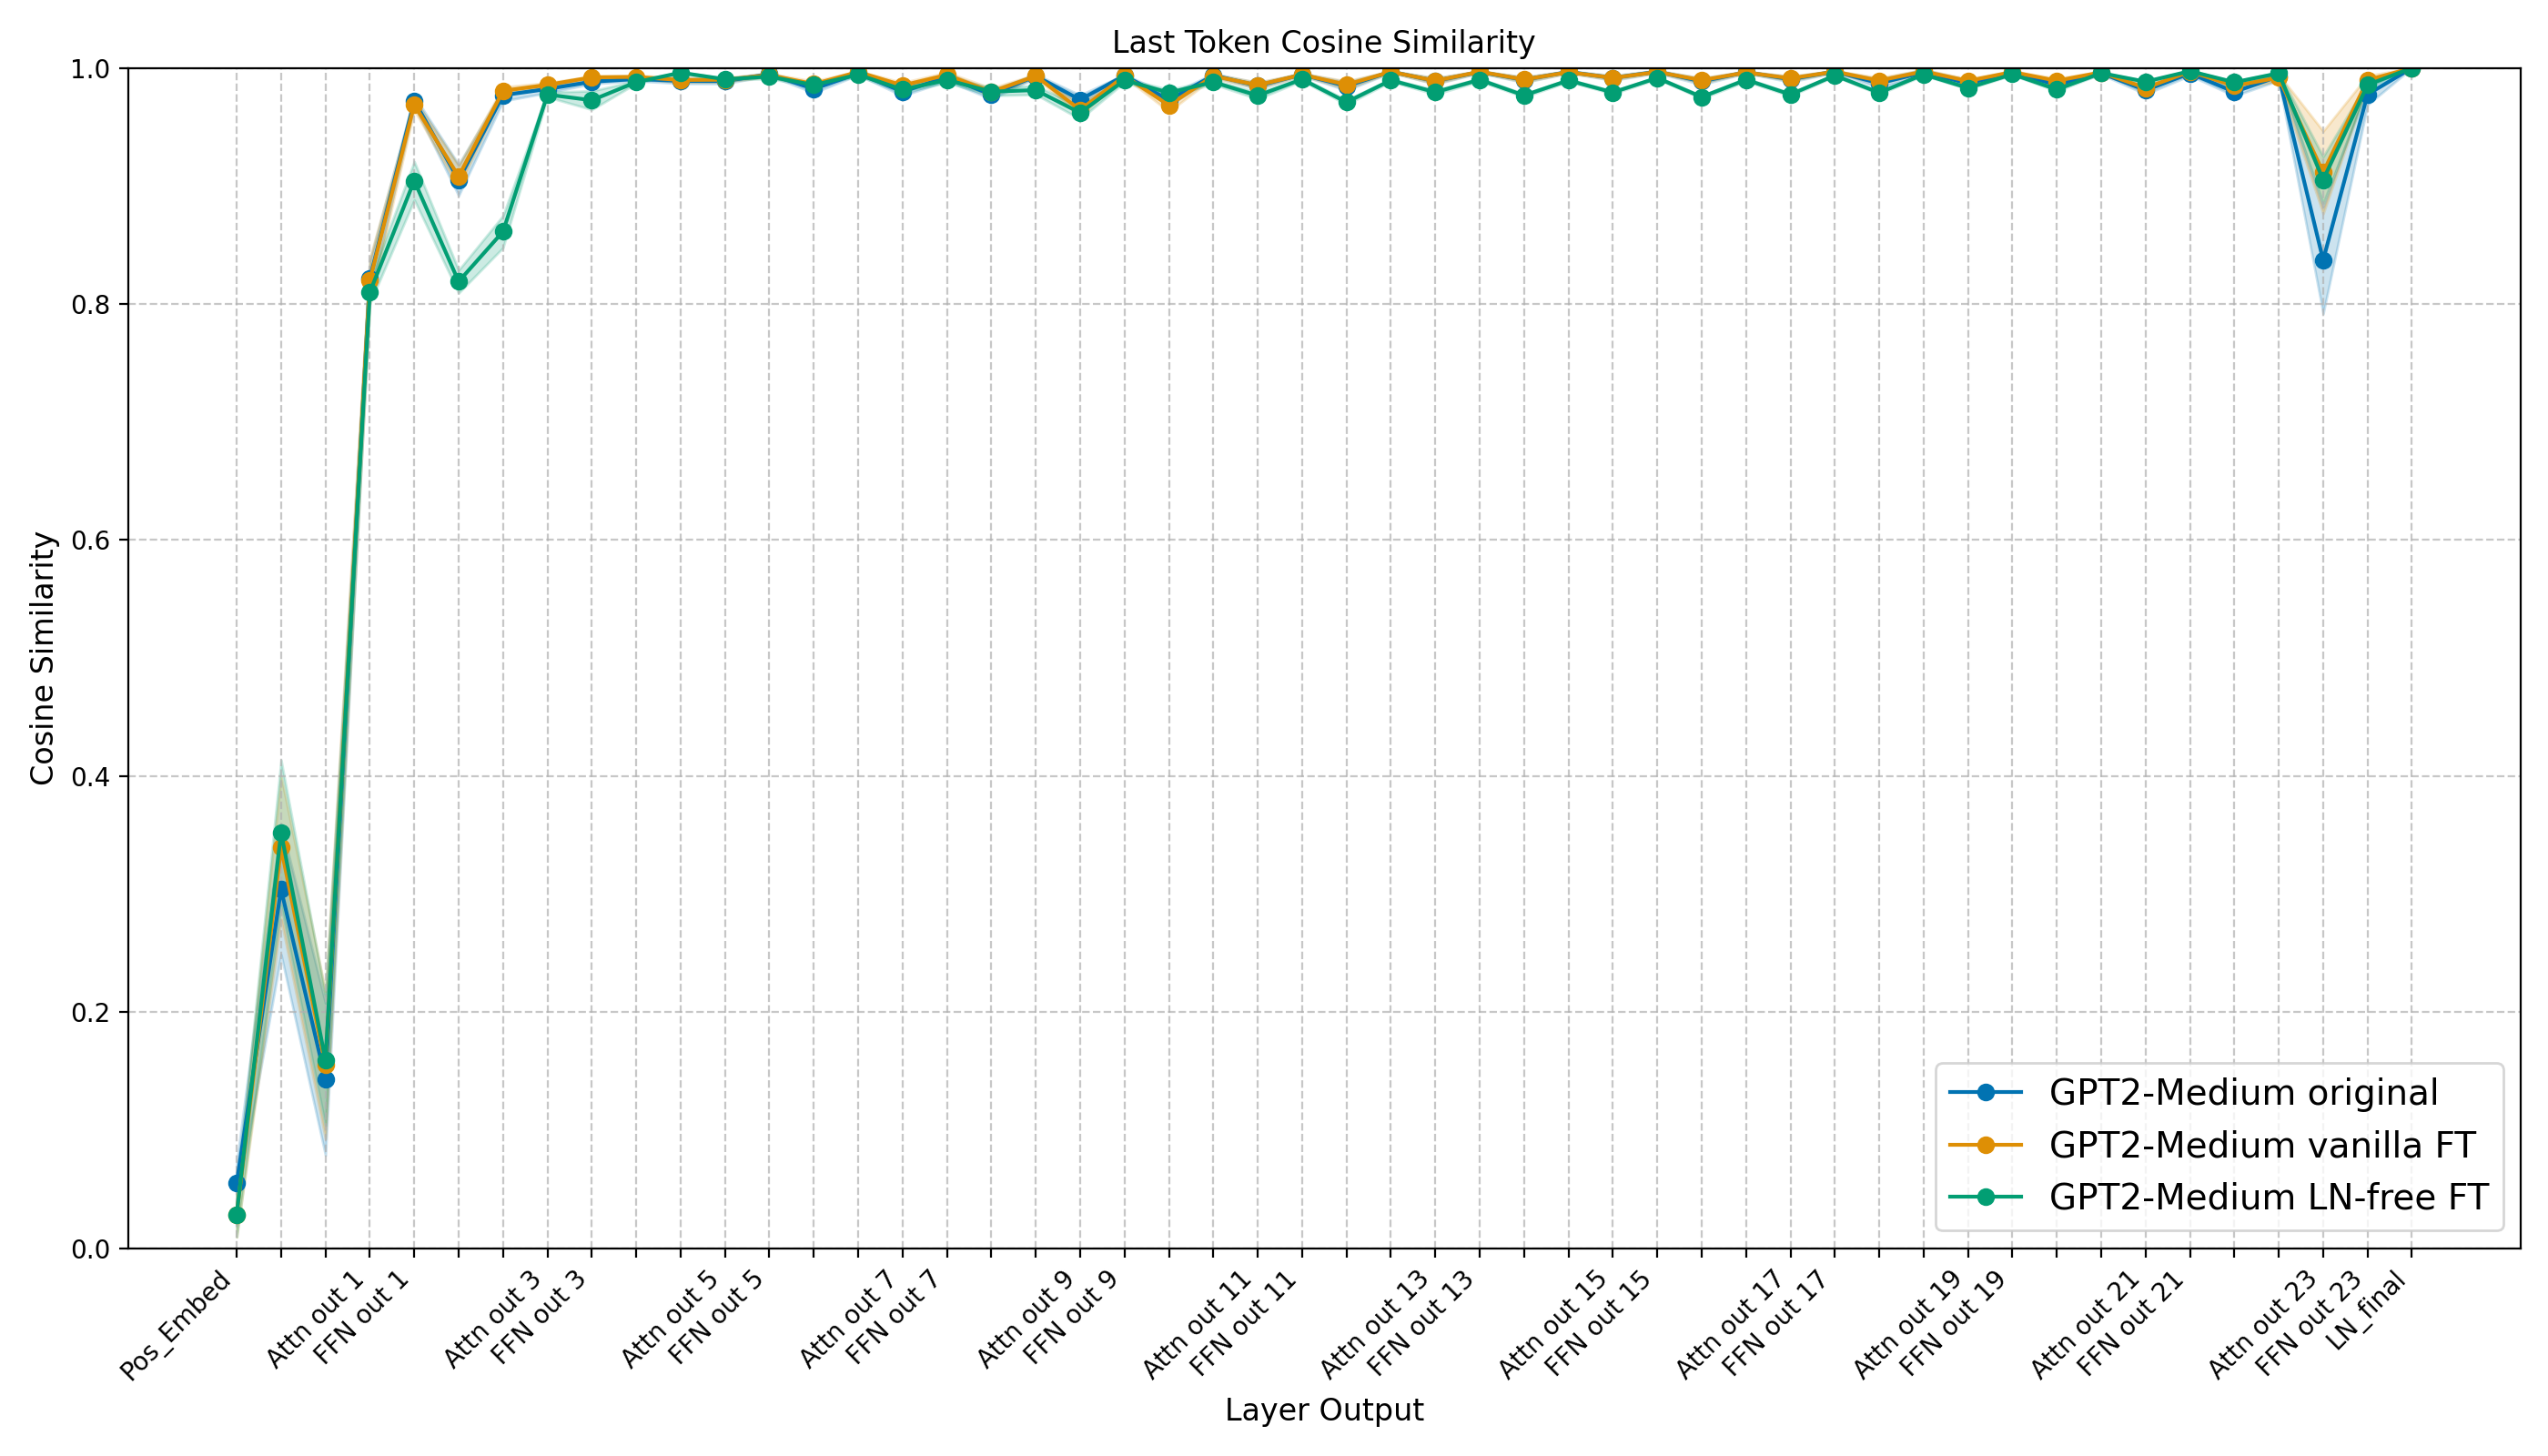 Last Token Cosine Similarity
Cosine Similarity
1.0
0.8
0.6
0.4
0.2
0.0
GPT2-Medium original
GPT2-Medium vanilla FT
GPT2-Medium LN-free FT
Pos_Embed
Attn out 1
FFN out 1
Attn out 3
FFN out 3
Attn out 5
FFN out 5
Attn out 7
FFN out 7
Attn out 9
FFN out 9
Attn out 11
FFN out 11
Attn out 13
FFN out 13
Attn out 15
FFN out 15
Attn out 17
FFN out 17
Attn out 19
FFN out 19
Attn out 21
FFN out 21
Attn out 23
FFN out 23
LN_final
Layer Output